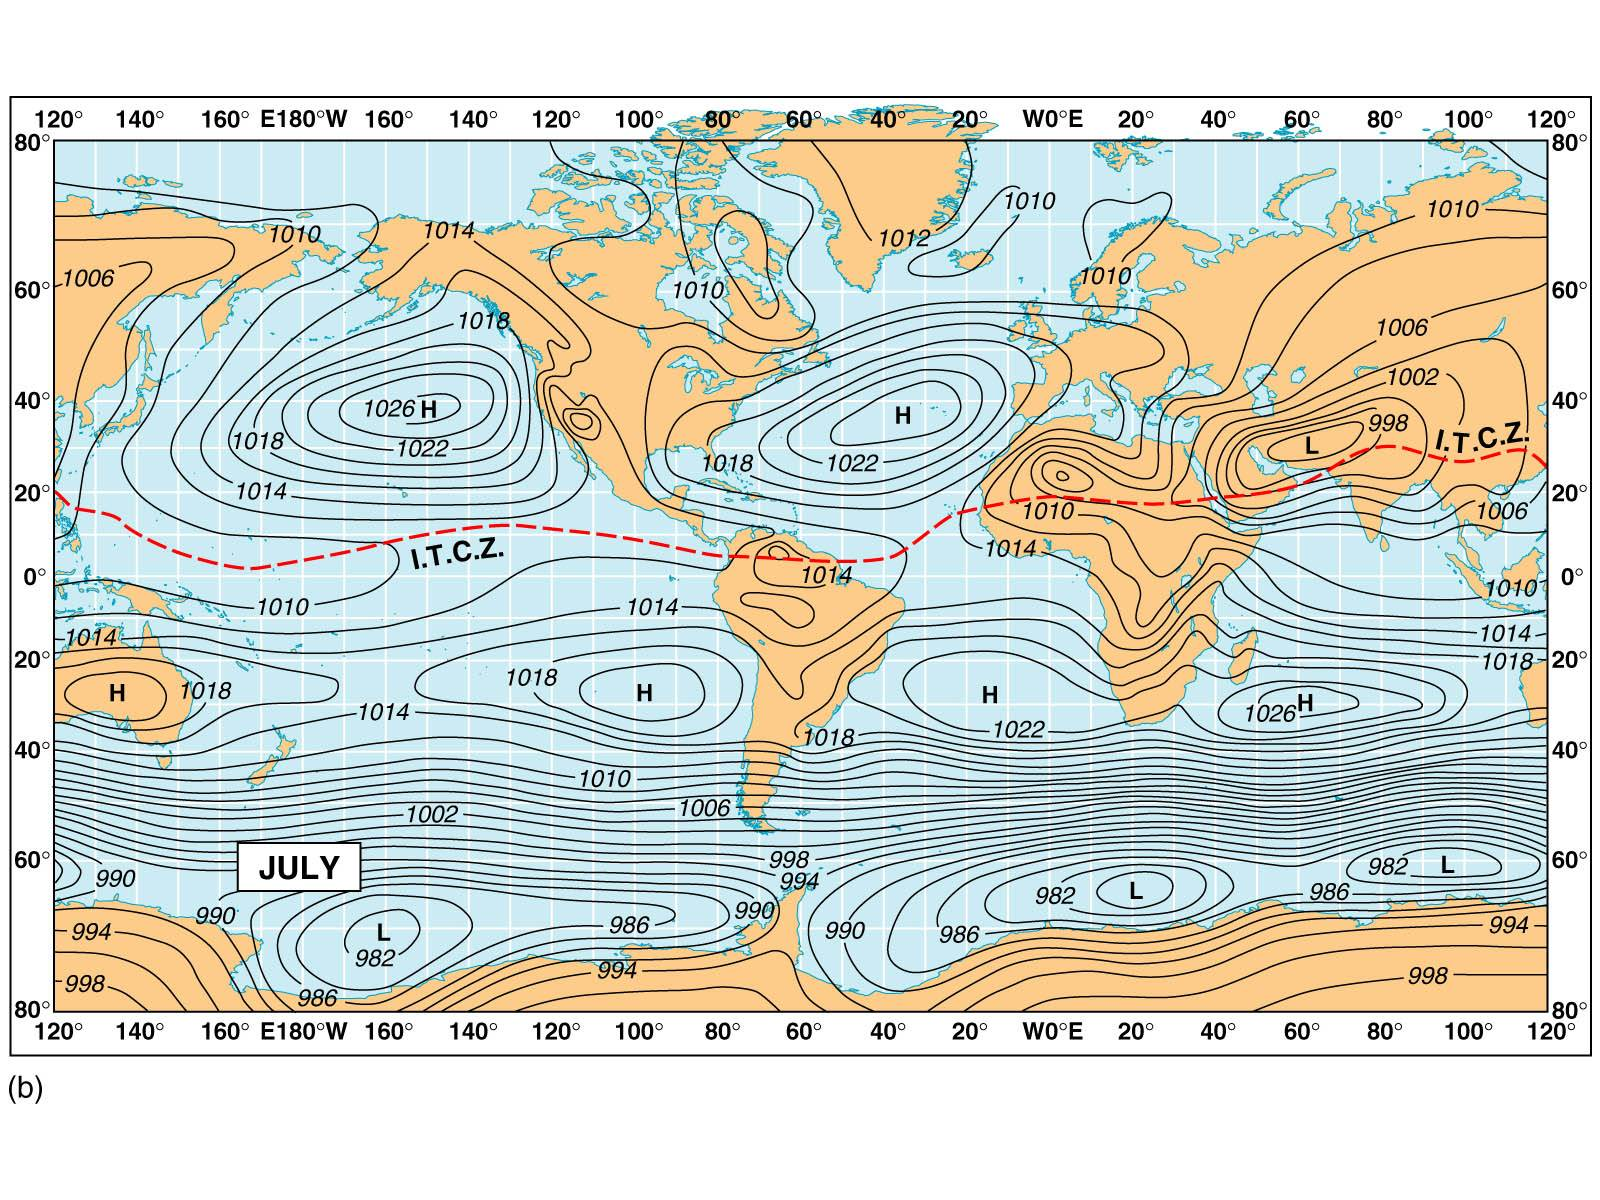 120° 140° 160° E180°W 160° 140° 120° 100° 80° 60° 40° 20° W0°E 20° 40° 60° 80° 100° 120°
80° 80°
1010 1010
1010 1014 1012
1006 1010 1010
60° 60°
1018 1006
1002
40° 1026 H H 998 40°
1018 1022 L I.T.C.Z.
1018 1022
20° 1014 20°
1010 1006
I.T.C.Z. 1014
0° 1014 0°
1010 1014 1010
1014 1014
20° 1018 20°
H 1018 1018 H H H
1014 1026
1022
1018
40° 40°
1010
1002 1006
60° JULY 998 982 L 60°
990 994 982 L 986
990 986 990
994 L 990 986 994
982
998 994 998
986
80° 80°
120° 140° 160° E180°W 160° 140° 120° 100° 80° 60° 40° 20° W0°E 20° 40° 60° 80° 100° 120°
(b)